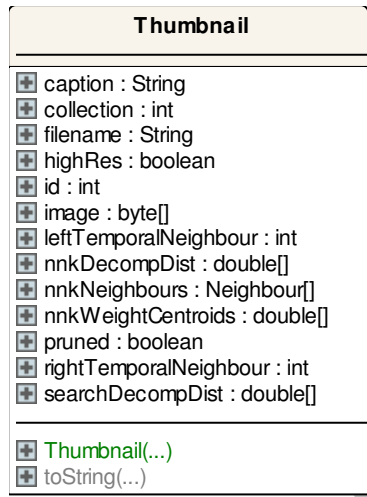 Thumbnail
caption : String
collection : int
filename : String
highRes : boolean
id : int
image : byte[]
leftTemporalNeighbour : int
nnkDecompDist : double[]
nnkNeighbours : Neighbour[]
nnkWeightCentroids : double[]
pruned : boolean
rightTemporalNeighbour : int
searchDecompDist : double[]
Thumbnail(...)
toString(...)